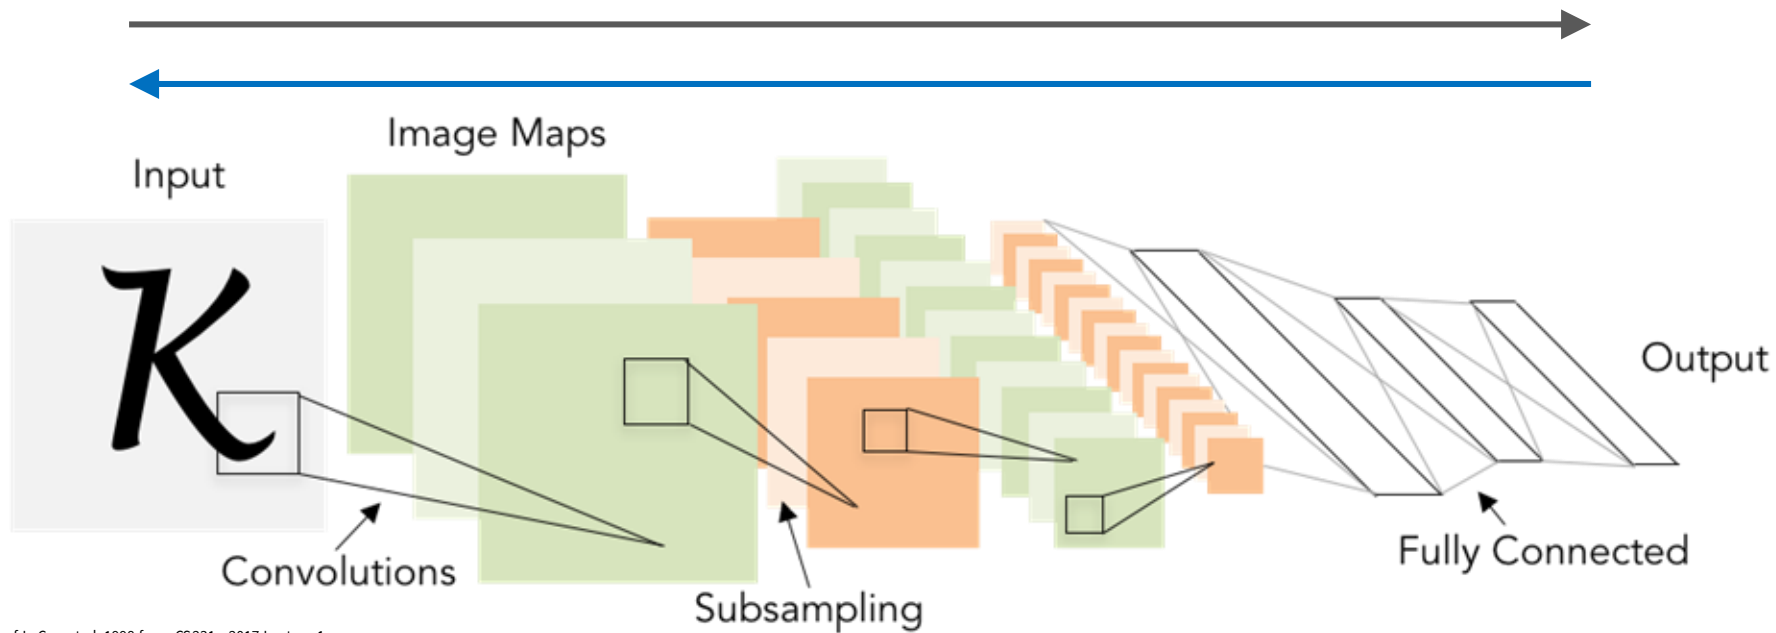 Image Maps
Input
K
Output
Convolutions
Fully Connected
Subsampling